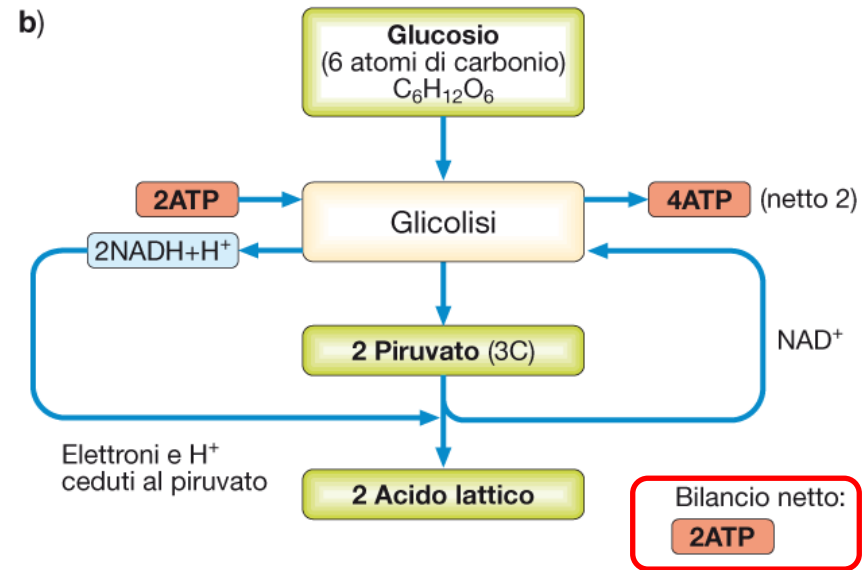 b)
Glucosio
(6 atomi di carbonio)
C₆H₁₂O₆
2ATP
Glicolisi
4ATP (netto 2)
2NADH+H⁺
2 Piruvato (3C)
NAD⁺
Elettroni e H⁺
ceduti al piruvato
2 Acido lattico
Bilancio netto:
2ATP